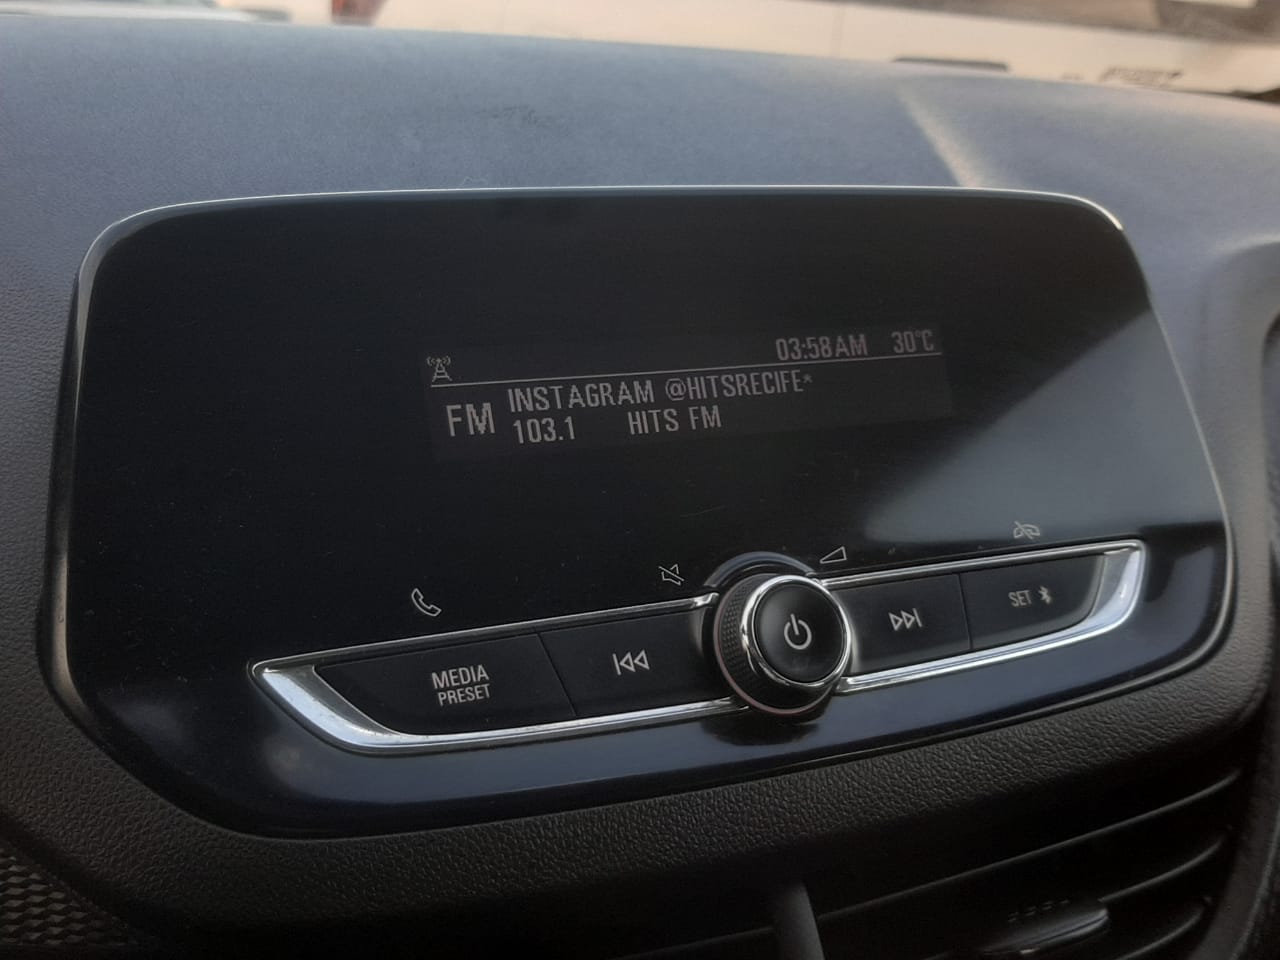 03:58AM 30°C
INSTAGRAM @HITSRECIFE*
FM
103.1 HITS FM
MEDIA
PRESET
SET